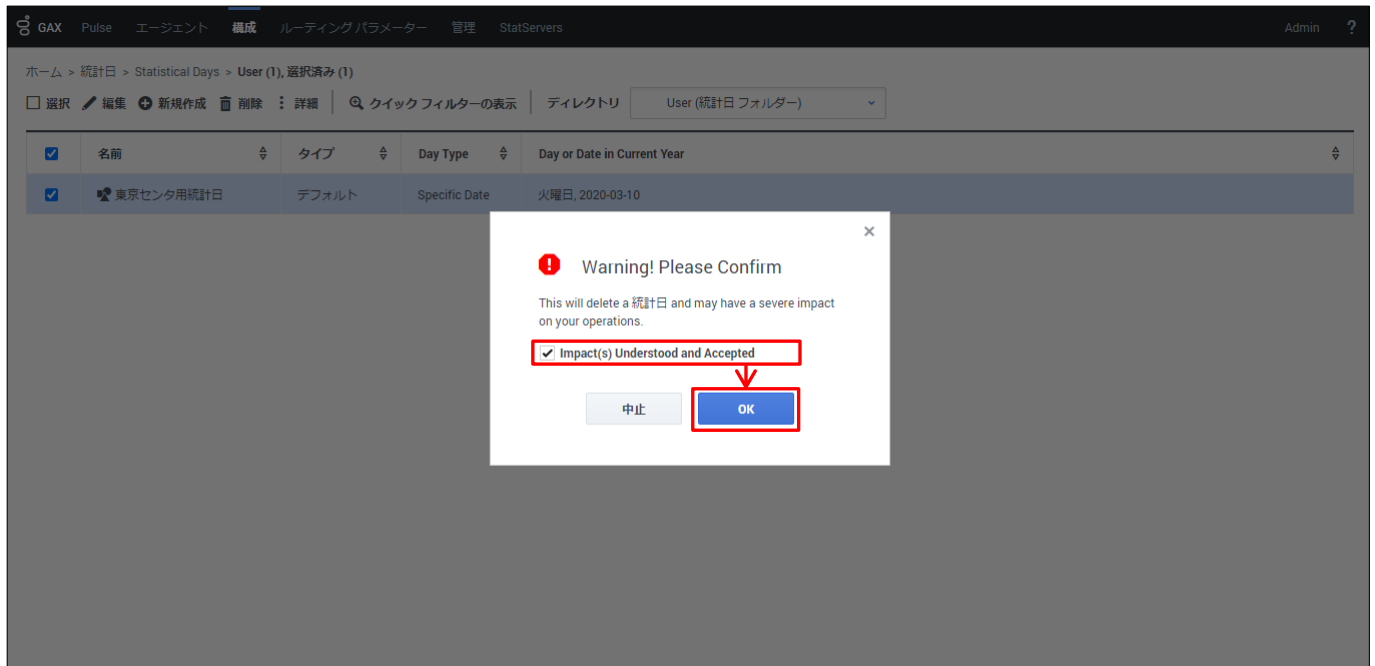 GAX Pulse エージェント 構成 ルーティング パラメーター 管理 StatServers Admin ?
ホーム > 統計日 > Statistical Days > User (1), 選択済み (1)
選択 編集 新規作成 削除 詳細 クイック フィルターの表示 ディレクトリ User (統計日 フォルダー)
名前 タイプ Day Type Day or Date in Current Year
東京センタ用統計日 デフォルト Specific Date 火曜日, 2020-03-10
Warning! Please Confirm
This will delete a 統計日 and may have a severe impact
on your operations.
Impact(s) Understood and Accepted
中止 OK